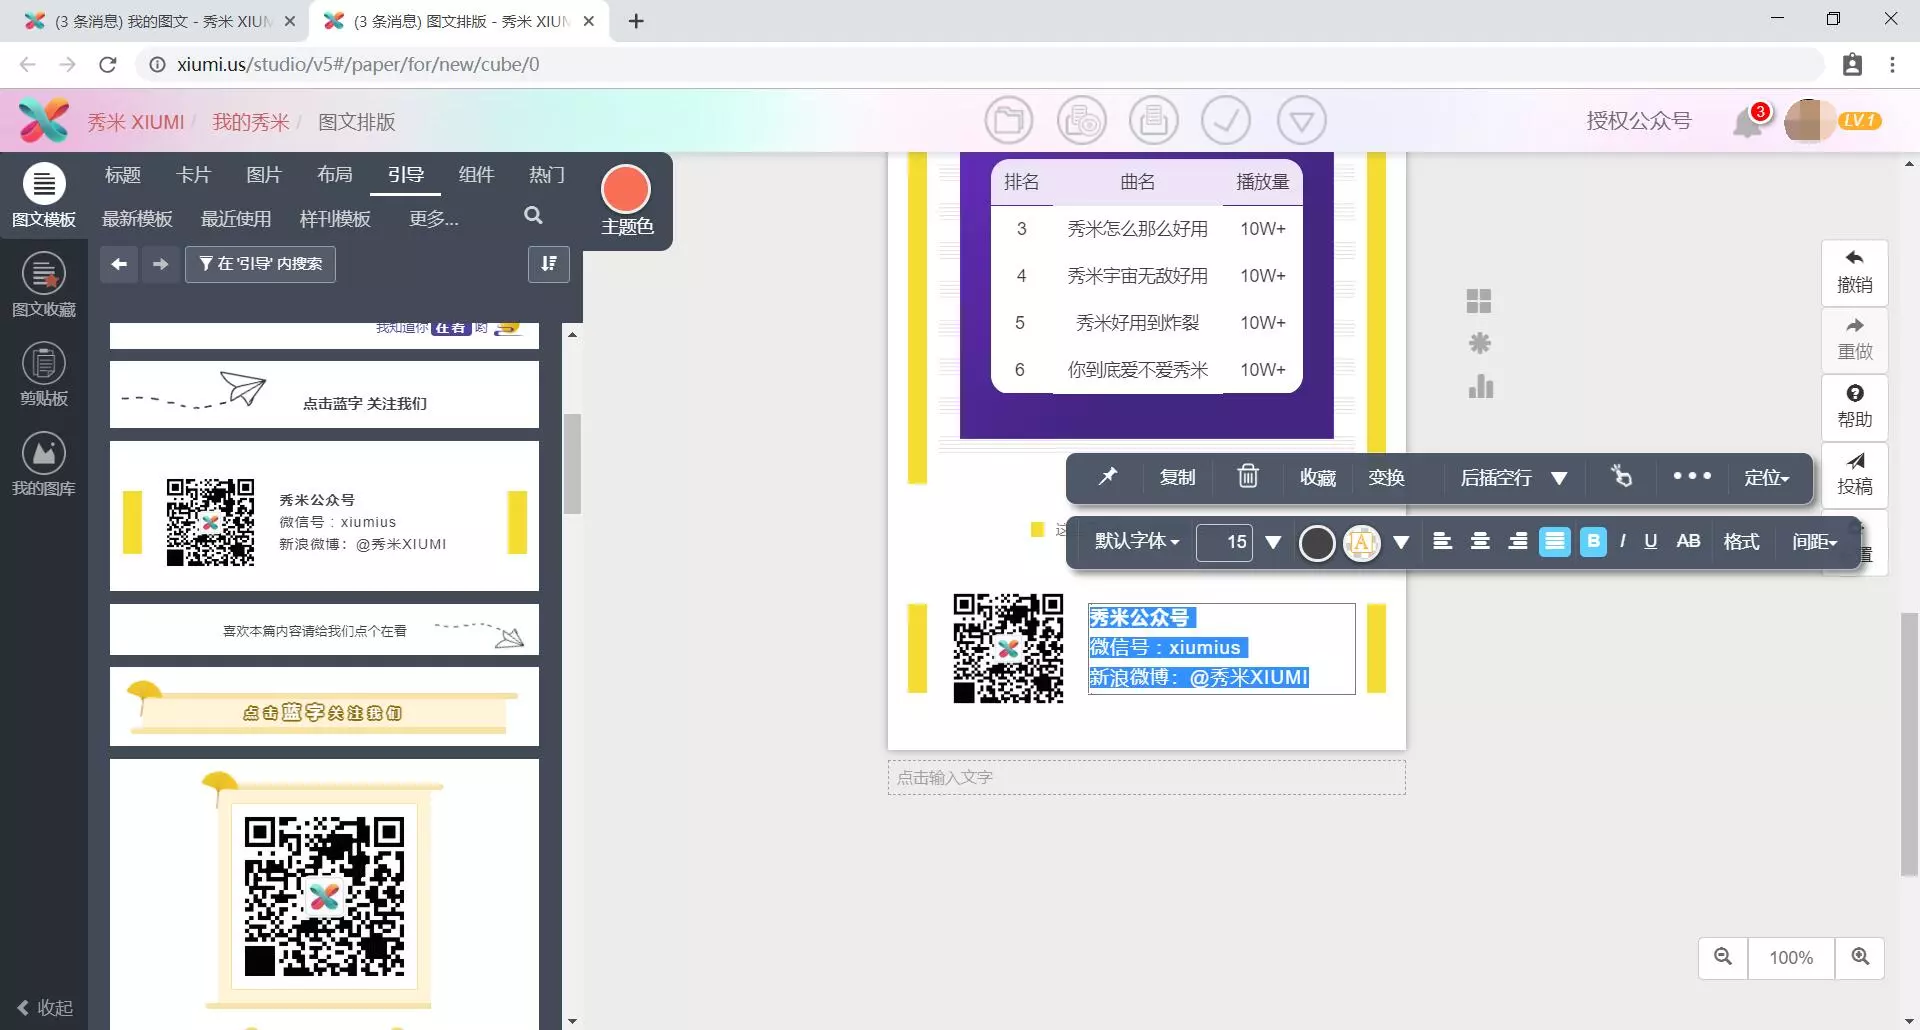 (3 条消息) 我的图文 - 秀米 XIUM
(3 条消息) 图文排版 - 秀米 XIUM
xiumi.us/studio/v5#/paper/for/new/cube/0
秀米 XIUMI / 我的秀米 / 图文排版
授权公众号
3
LV.1
图文模板
图文收藏
剪贴板
我的图库
收起
标题 卡片 图片 布局 引导 组件 热门
最新模板 最近使用 样刊模板 更多...
主题色
在 '引导' 内搜索
我知道你 在看 哟
点击蓝字 关注我们
秀米公众号
微信号：xiumius
新浪微博：@秀米XIUMI
喜欢本篇内容请给我们点个在看
点击蓝字关注我们
排名 曲名 播放量
3 秀米怎么那么好用 10W+
4 秀米宇宙无敌好用 10W+
5 秀米好用到炸裂 10W+
6 你到底爱不爱秀米 10W+
复制 收藏 变换 后插空行 定位
这
默认字体 15 A B I U AB 格式 间距
秀米公众号
微信号：xiumius
新浪微博：@秀米XIUMI
点击输入文字
撤销
重做
帮助
投稿
置
100%